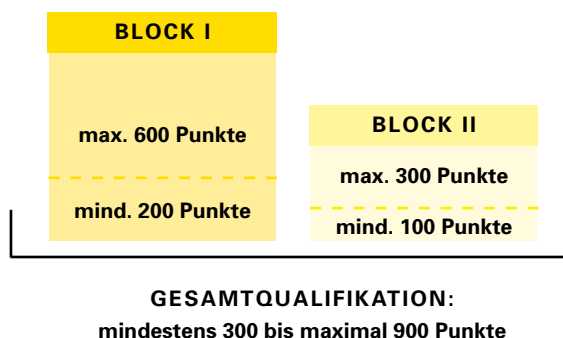 BLOCK I
max. 600 Punkte
mind. 200 Punkte
BLOCK II
max. 300 Punkte
mind. 100 Punkte
GESAMTQUALIFIKATION:
mindestens 300 bis maximal 900 Punkte